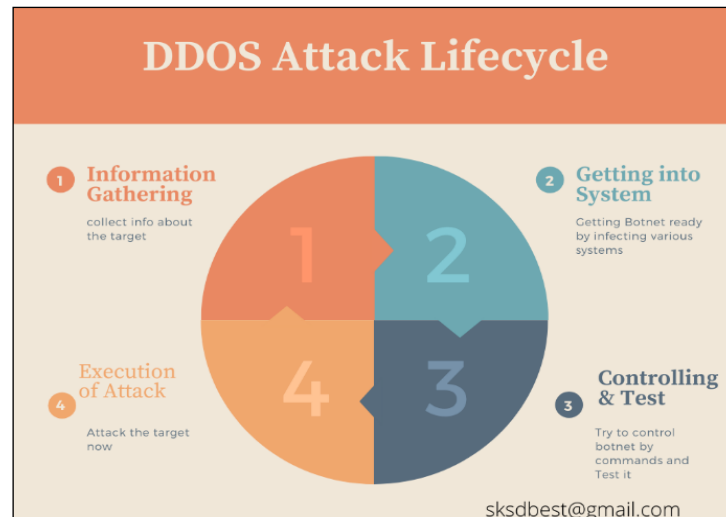 DDOS Attack Lifecycle
1
Information
Gathering
collect info about
the target
2
Getting into
System
Getting Botnet ready
by infecting various
systems
1
2
4
3
Execution
of Attack
4
Attack the target
now
Controlling
& Test
3
Try to control
botnet by
commands and
Test it
sksdbest@gmail.com